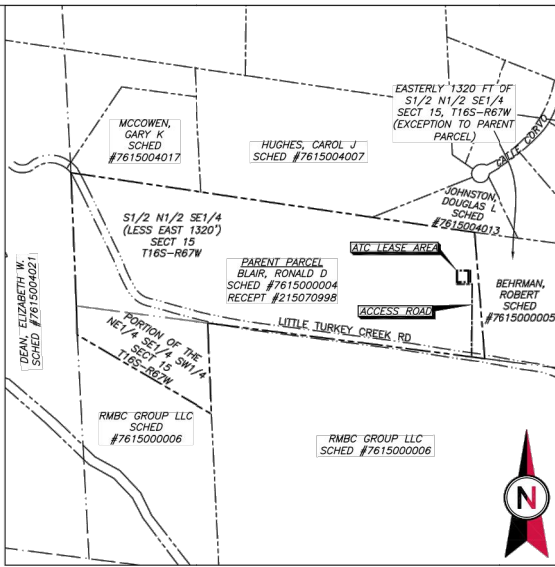 EASTERLY 1320 FT OF
S1/2 N1/2 SE1/4
SECT 15, T16S-R67W
(EXCEPTION TO PARENT
PARCEL)
CALLE CORVO
MCCOWEN,
GARY K
SCHED
#7615004017
HUGHES, CAROL J
SCHED #7615004007
JOHNSTON,
DOUGLAS L
SCHED
#7615004013
S1/2 N1/2 SE1/4
(LESS EAST 1320')
SECT 15
T16S-R67W
ATC LEASE AREA
PARENT PARCEL
BLAIR, RONALD D
SCHED #7615000004
RECEPT #215070998
BEHRMAN,
ROBERT
SCHED
#7615000005
DEAN, ELIZABETH W.
SCHED #7615004021
ACCESS ROAD
LITTLE TURKEY CREEK RD
PORTION OF THE
NE1/4 SE1/4 SW1/4
SECT 15
T16S-R67W
RMBC GROUP LLC
SCHED
#7615000006
RMBC GROUP LLC
SCHED #7615000006
N